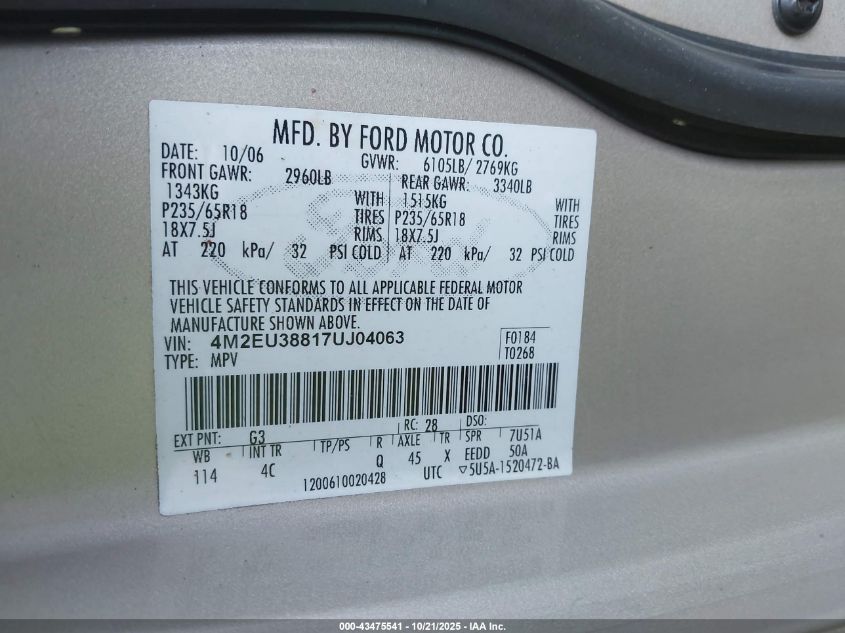 MFD. BY FORD MOTOR CO.
DATE: 10/06 GVWR: 6105LB/ 2769KG
FRONT GAWR: 2960LB REAR GAWR: 3340LB
1343KG WITH 1515KG WITH
P235/65R18 TIRES P235/65R18 TIRES
18X7.5J RIMS 18X7.5J RIMS
AT 220 kPa/ 32 PSI COLD AT 220 kPa/ 32 PSI COLD
THIS VEHICLE CONFORMS TO ALL APPLICABLE FEDERAL MOTOR
VEHICLE SAFETY STANDARDS IN EFFECT ON THE DATE OF
MANUFACTURE SHOWN ABOVE.
VIN: 4M2EU38817UJ04063 F0184
TYPE: MPV T0268
EXT PNT: G3 RC: 28 DSO:
WB INT TR TP/PS R AXLE TR SPR 7U51A
114 4C Q 45 X EEDD 50A
1200610020428 UTC ▽5U5A-1520472-BA
000-43475541 - 10/21/2025 - IAA Inc.